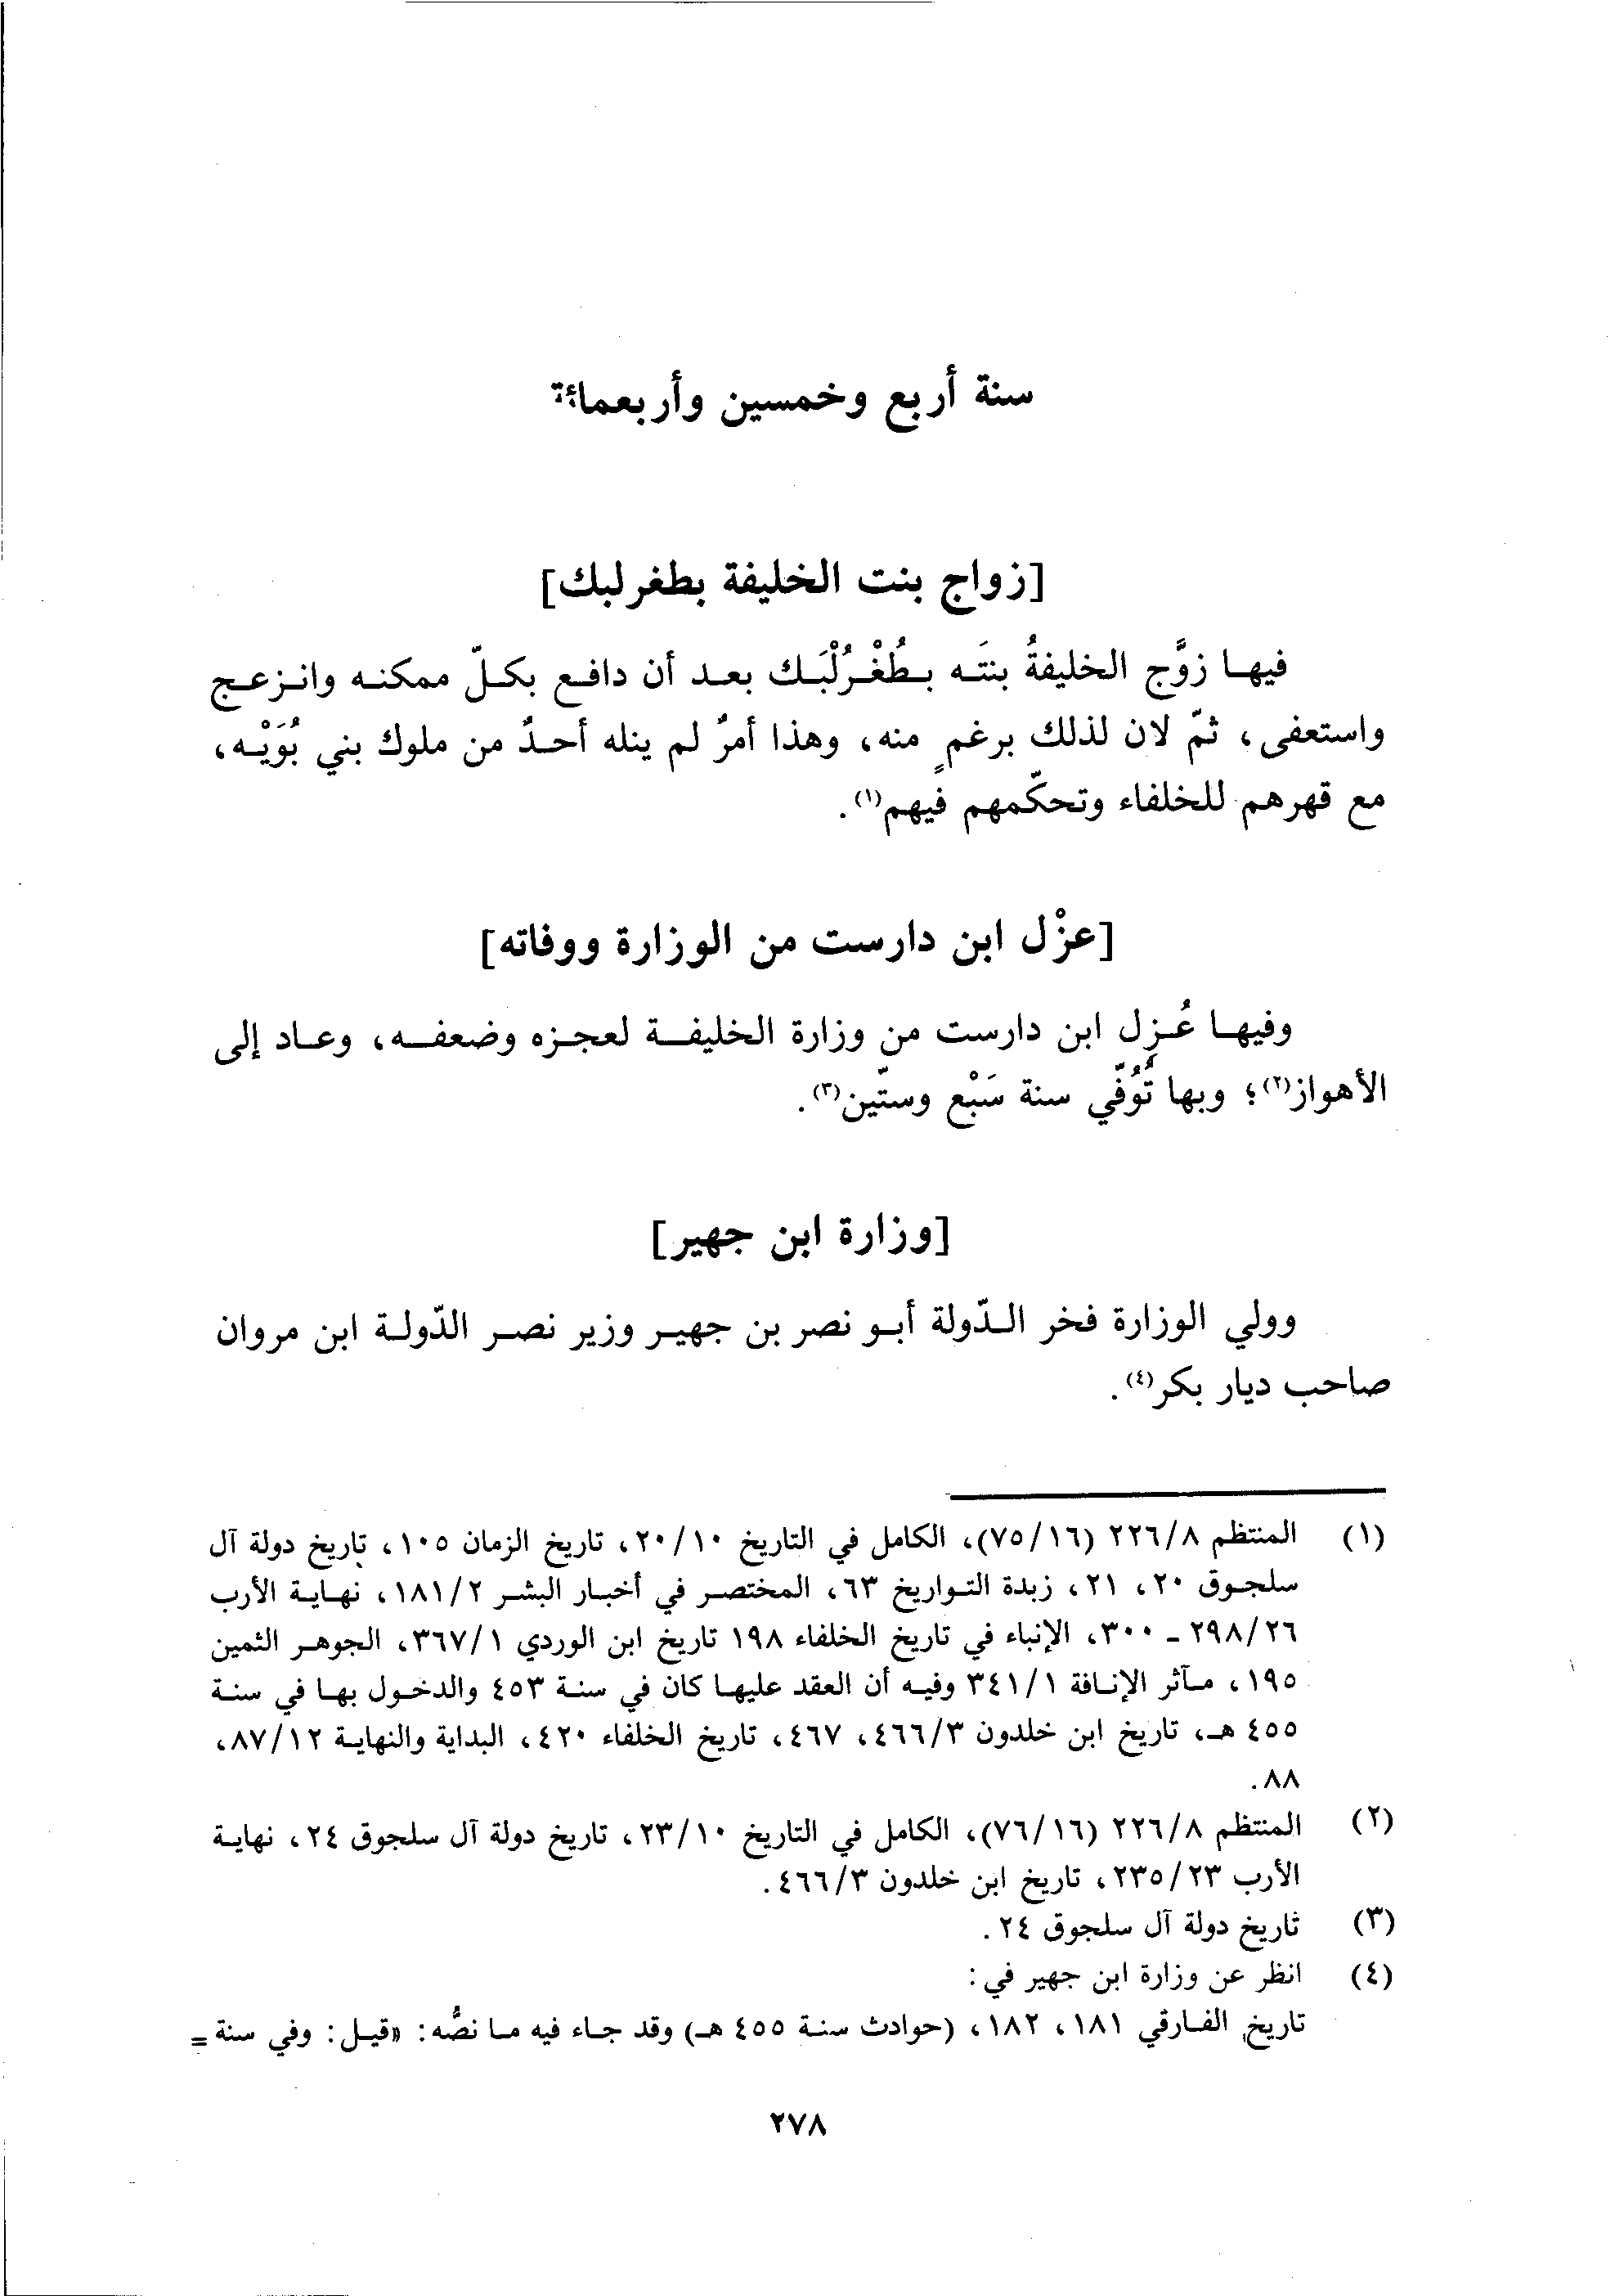 سنة أربع وخمسين وأربعمائة
[زواج بنت الخليفة بطغرلبك]
فيها زوَّج الخليفةُ بنتَه بطُغْرُلْبَك بعد أن دافع بكلّ ممكنه وانزعج
واستعفى، ثمّ لان لذلك برغمٍ منه، وهذا أمرٌ لم ينله أحدٌ من ملوك بني بُوَيْه،
مع قهرهم للخلفاء وتحكّمهم فيهم(١).
[عزْل ابن دارست من الوزارة ووفاته]
وفيها عُزِل ابن دارست من وزارة الخليفة لعجزه وضعفه، وعاد إلى
الأهواز(٢)؛ وبها تُوُفّي سنة سَبْع وستّين(٣).
[وزارة ابن جهير]
وولي الوزارة فخر الدّولة أبو نصر بن جهير وزير نصر الدّولة ابن مروان
صاحب ديار بكر(٤).
(١) المنتظم ٢٢٦/٨ (٧٥/١٦)، الكامل في التاريخ ٢٠/١٠، تاريخ الزمان ١٠٥، تاريخ دولة آل
سلجوق ٢٠، ٢١، زبدة التواريخ ٦٣، المختصر في أخبار البشر ١٨١/٢، نهاية الأرب
٢٩٨/٢٦ ـ ٣٠٠، الإنباء في تاريخ الخلفاء ١٩٨ تاريخ ابن الوردي ٣٦٧/١، الجوهر الثمين
١٩٥، مآثر الإنافة ٣٤١/١ وفيه أن العقد عليها كان في سنة ٤٥٣ والدخول بها في سنة
٤٥٥ هـ، تاريخ ابن خلدون ٤٦٦/٣، ٤٦٧، تاريخ الخلفاء ٤٢٠، البداية والنهاية ٨٧/١٢،
٨٨.
(٢) المنتظم ٢٢٦/٨ (٧٦/١٦)، الكامل في التاريخ ٢٣/١٠، تاريخ دولة آل سلجوق ٢٤، نهاية
الأرب ٢٣٥/٢٣، تاريخ ابن خلدون ٤٦٦/٣.
(٣) تاريخ دولة آل سلجوق ٢٤.
(٤) انظر عن وزارة ابن جهير في:
تاريخ الفارقي ١٨١، ١٨٢، (حوادث سنة ٤٥٥ هـ) وقد جاء فيه ما نصُّه: «قيل: وفي سنة =
٢٧٨